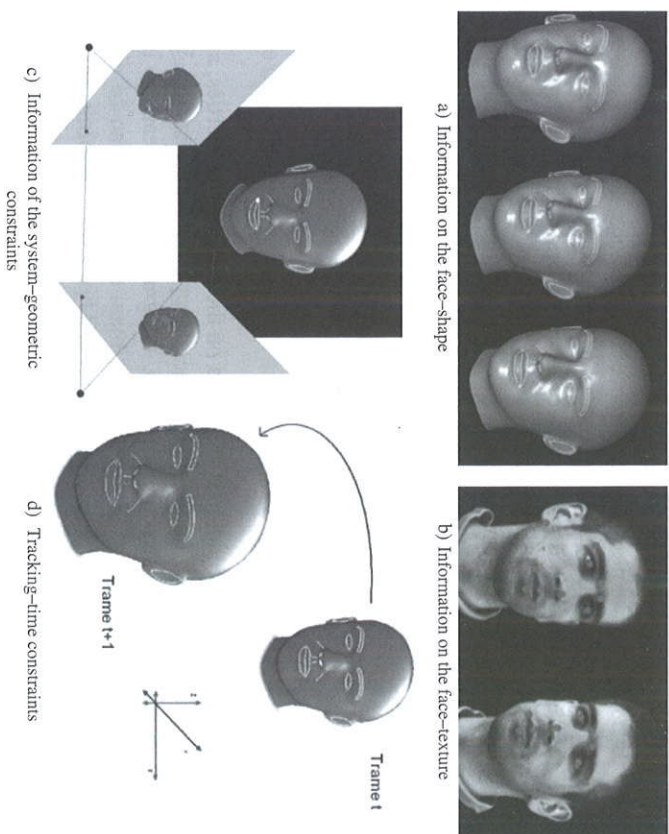 a) Information on the face–shape
b) Information on the face–texture
c) Information of the system–geometric
constraints
Trame t
Trame t+1
d) Tracking–time constraints